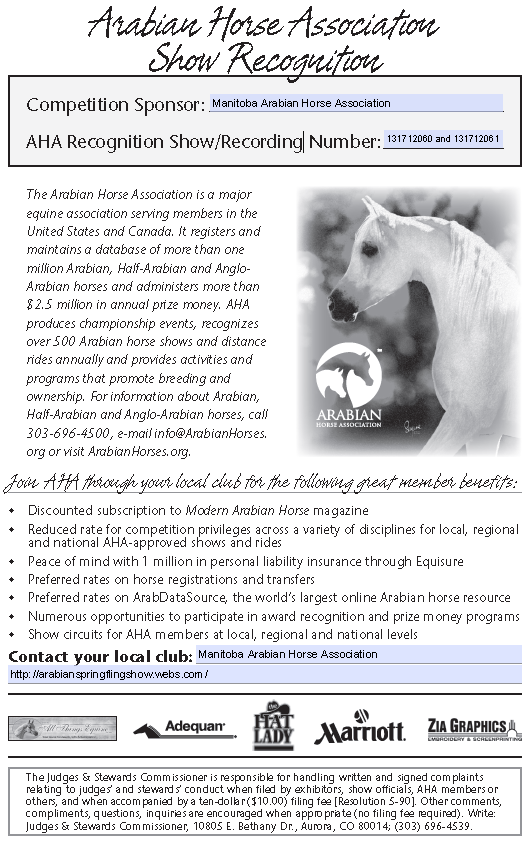 Arabian Horse Association
Show Recognition
Competition Sponsor: Manitoba Arabian Horse Association
AHA Recognition Show/Recording Number: 131712060 and 131712061
The Arabian Horse Association is a major
equine association serving members in the
United States and Canada. It registers and
maintains a database of more than one
million Arabian, Half-Arabian and Anglo-
Arabian horses and administers more than
$2.5 million in annual prize money. AHA
produces championship events, recognizes
over 500 Arabian horse shows and distance
rides annually and provides activities and
programs that promote breeding and
ownership. For information about Arabian,
Half-Arabian and Anglo-Arabian horses, call
303-696-4500, e-mail info@ArabianHorses.
org or visit ArabianHorses.org.
ARABIAN
HORSE ASSOCIATION
Join AHA through your local club for the following great member benefits:
◆ Discounted subscription to Modern Arabian Horse magazine
◆ Reduced rate for competition privileges across a variety of disciplines for local, regional
and national AHA-approved shows and rides
◆ Peace of mind with 1 million in personal liability insurance through Equisure
◆ Preferred rates on horse registrations and transfers
◆ Preferred rates on ArabDataSource, the world's largest online Arabian horse resource
◆ Numerous opportunities to participate in award recognition and prize money programs
◆ Show circuits for AHA members at local, regional and national levels
Contact your local club: Manitoba Arabian Horse Association
http://arabianspringflingshow.webs.com/
All Things Equine
Adequan®
the HAT LADY
Marriott.
ZIA GRAPHICS
EMBROIDERY & SCREENPRINTING
The Judges & Stewards Commissioner is responsible for handling written and signed complaints
relating to judges' and stewards' conduct when filed by exhibitors, show officials, AHA members or
others, and when accompanied by a ten-dollar ($10.00) filing fee [Resolution 5-90]. Other comments,
compliments, questions, inquiries are encouraged when appropriate (no filing fee required). Write:
Judges & Stewards Commissioner, 10805 E. Bethany Dr., Aurora, CO 80014; (303) 696-4539.